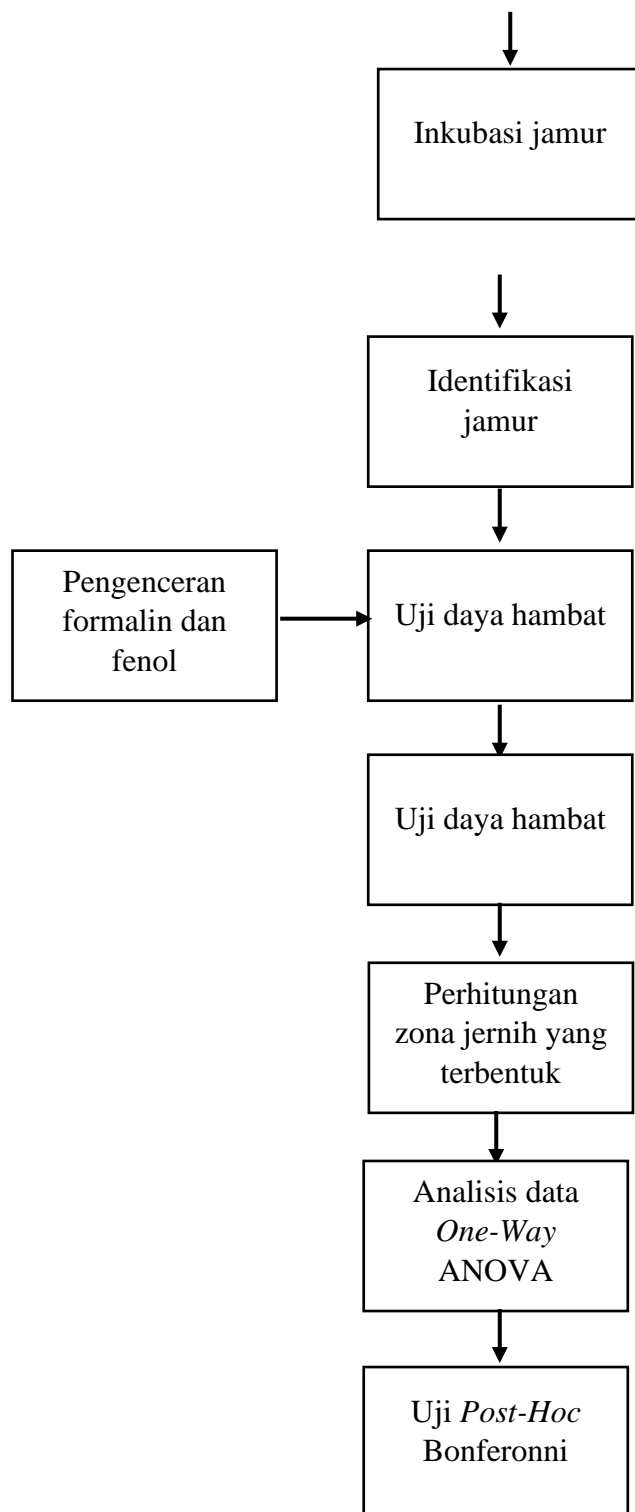 Inkubasi jamur
Identifikasi
jamur
Pengenceran
formalin dan
fenol
Uji daya hambat
Uji daya hambat
Perhitungan
zona jernih yang
terbentuk
Analisis data
One-Way
ANOVA
Uji Post-Hoc
Bonferonni